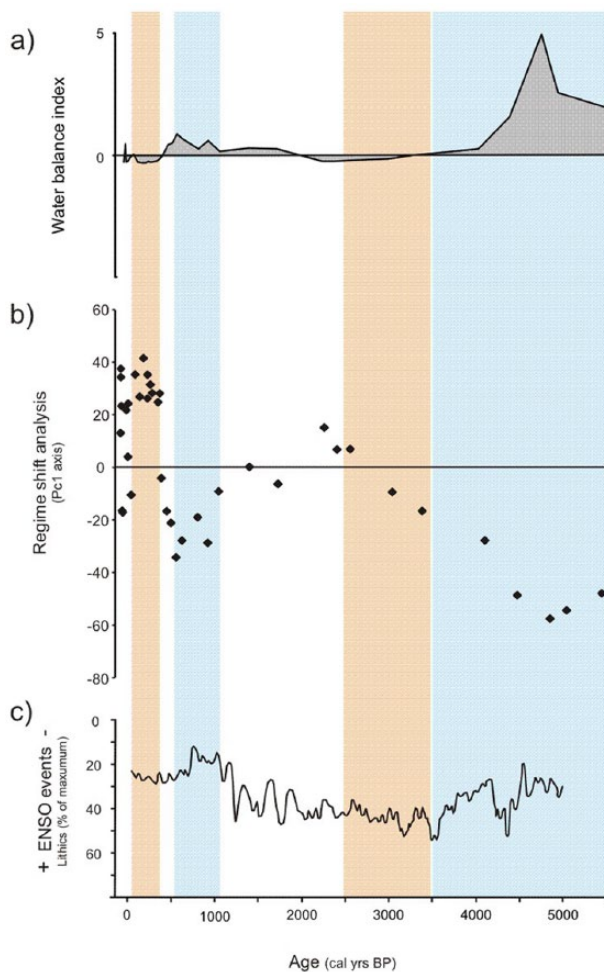 a)
5
0
Water balance index
b)
60
40
20
0
-20
-40
-60
-80
Regime shift analysis
(Pc1 axis)
c)
0
20
40
60
+ ENSO events -
Lithics (% of maxumum)
0 1000 2000 3000 4000 5000
Age (cal yrs BP)